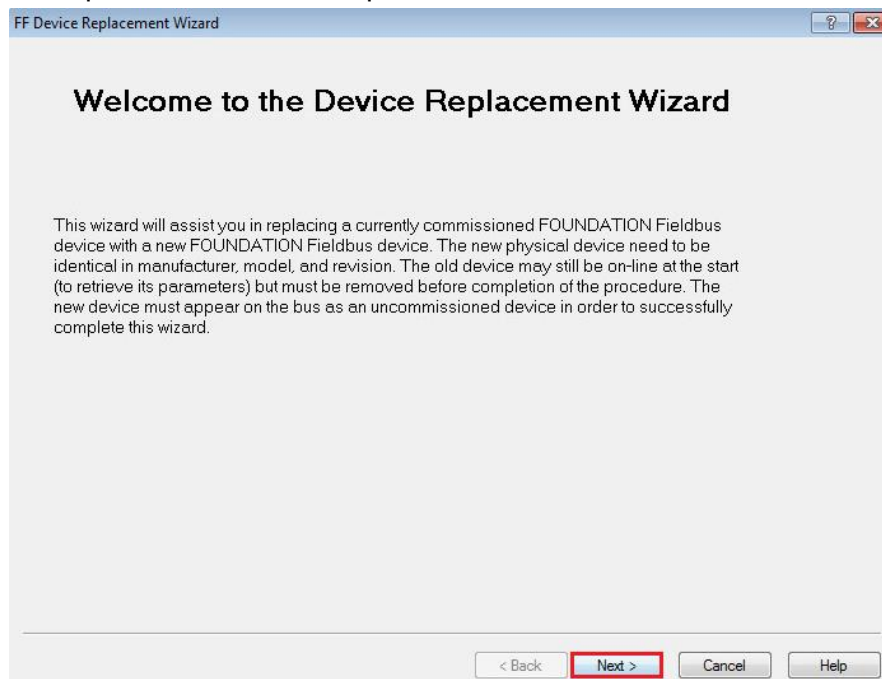 FF Device Replacement Wizard
Welcome to the Device Replacement Wizard
This wizard will assist you in replacing a currently commissioned FOUNDATION Fieldbus
device with a new FOUNDATION Fieldbus device. The new physical device need to be
identical in manufacturer, model, and revision. The old device may still be on-line at the start
(to retrieve its parameters) but must be removed before completion of the procedure. The
new device must appear on the bus as an uncommissioned device in order to successfully
complete this wizard.
< Back Next > Cancel Help